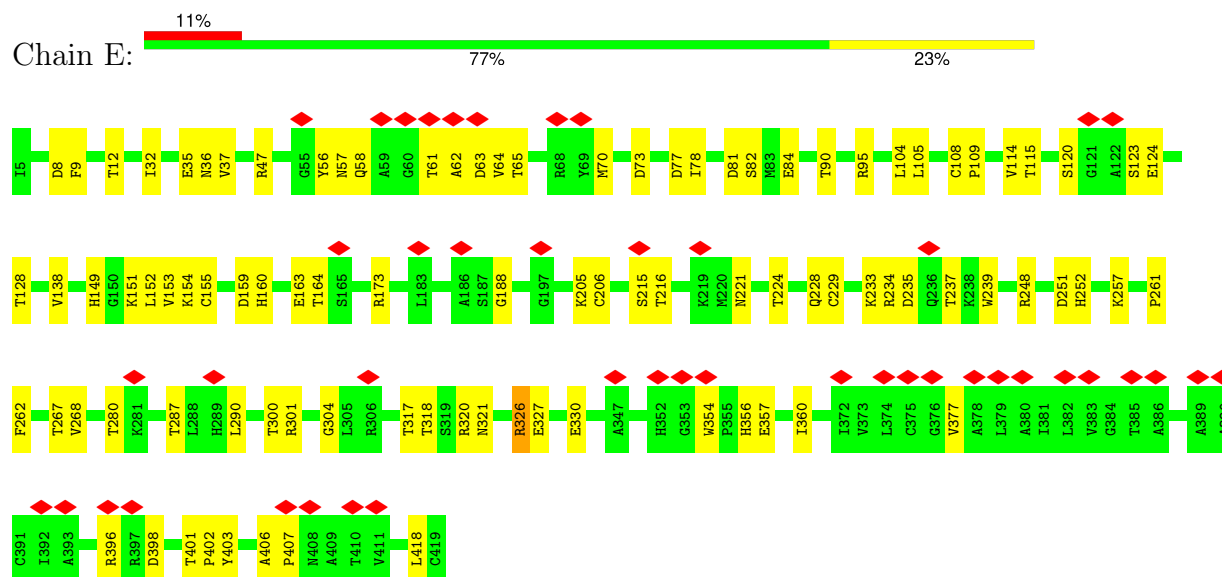 11%
Chain E:
77% 23%
I5 D8 F9 T12 I32 E35 N36 V37 R47 G55 Y56 N57 Q58 A59 G60 T61 A62 D63 V64 T65 R68 Y69 M70 D73 D77 I78 D81 S82 M83 E84 T90 R95 L104 L105 C108 P109 V114 T115 S120 G121 A122 S123 E124
T128 V138 H149 G150 K151 L152 V153 K154 C155 D159 H160 E163 T164 S165 R173 L183 A186 S187 G188 G197 K205 C206 S215 T216 K219 M220 N221 T224 Q228 C229 K233 R234 D235 Q236 T237 K238 W239 R248 D251 H252 K257 P261
F262 T267 V268 T280 K281 T287 L288 H289 L290 T300 R301 G304 L305 R306 T317 T318 S319 R320 N321 R326 E327 E330 A347 H352 G353 W354 P355 H356 E357 I360 I372 V373 L374 C375 G376 V377 A378 L379 A380 I381 L382 V383 G384 T385 A386 A389
C391 I392 A393 R396 R397 D398 T401 P402 Y403 A406 P407 N408 A409 T410 V411 L418 C419